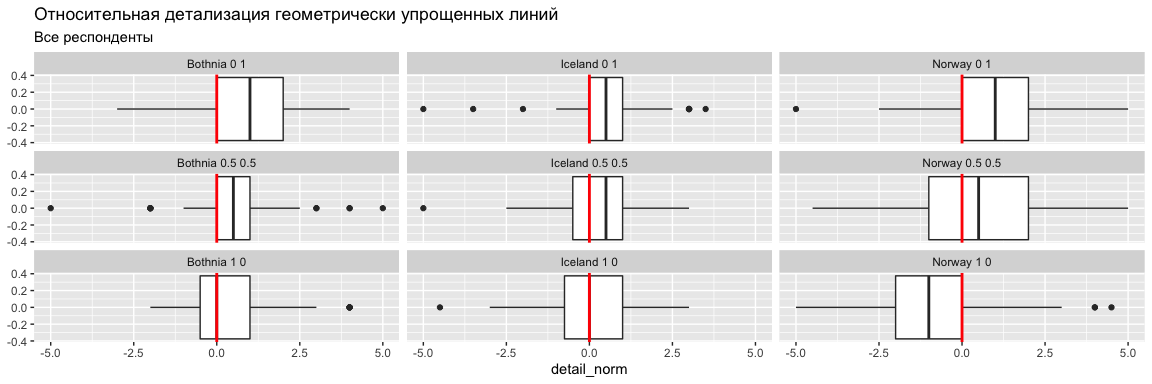 Относительная детализация геометрически упрощенных линий
Все респонденты
Bothnia 0 1 Iceland 0 1 Norway 0 1
0.4
0.2
0.0
-0.2
-0.4
Bothnia 0.5 0.5 Iceland 0.5 0.5 Norway 0.5 0.5
0.4
0.2
0.0
-0.2
-0.4
Bothnia 1 0 Iceland 1 0 Norway 1 0
0.4
0.2
0.0
-0.2
-0.4
-5.0 -2.5 0.0 2.5 5.0 -5.0 -2.5 0.0 2.5 5.0 -5.0 -2.5 0.0 2.5 5.0
detail_norm